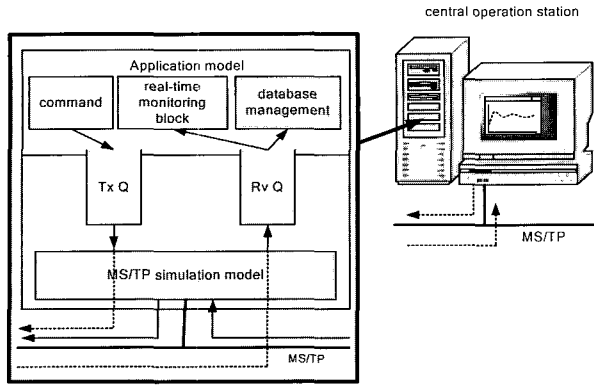 central operation station
Application model
command
real-time
monitoring
block
database
management
Tx Q
Rv Q
MS/TP simulation model
MS/TP
MS/TP